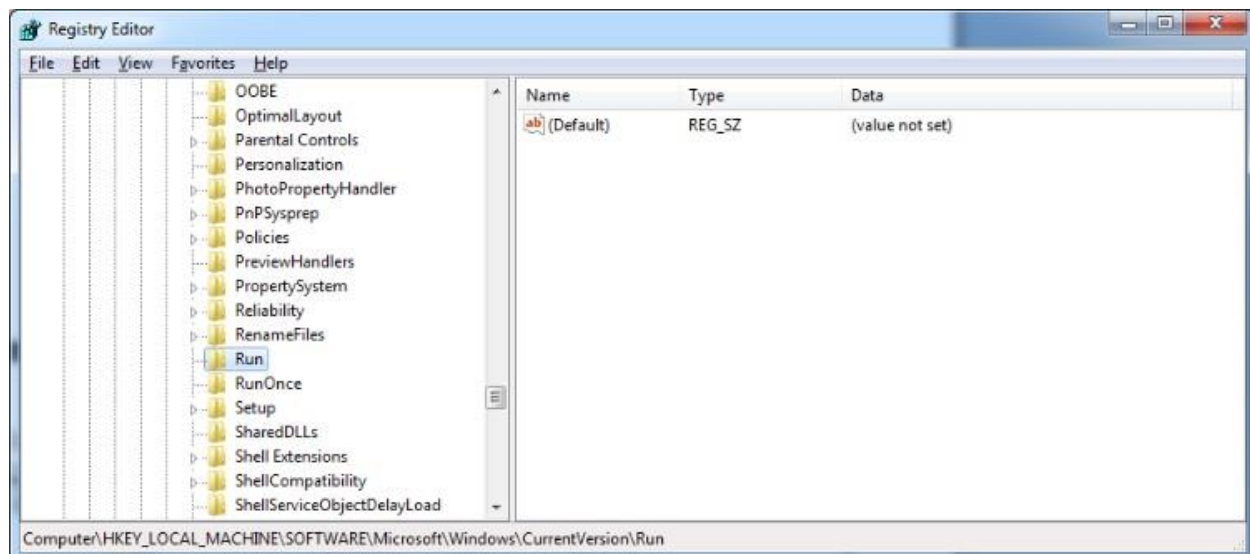 Registry Editor
File Edit View Favorites Help
OOBE
OptimalLayout
Parental Controls
Personalization
PhotoPropertyHandler
PnPSysprep
Policies
PreviewHandlers
PropertySystem
Reliability
RenameFiles
Run
RunOnce
Setup
SharedDLLs
Shell Extensions
ShellCompatibility
ShellServiceObjectDelayLoad
Name Type Data
ab (Default) REG_SZ (value not set)
Computer\HKEY_LOCAL_MACHINE\SOFTWARE\Microsoft\Windows\CurrentVersion\Run